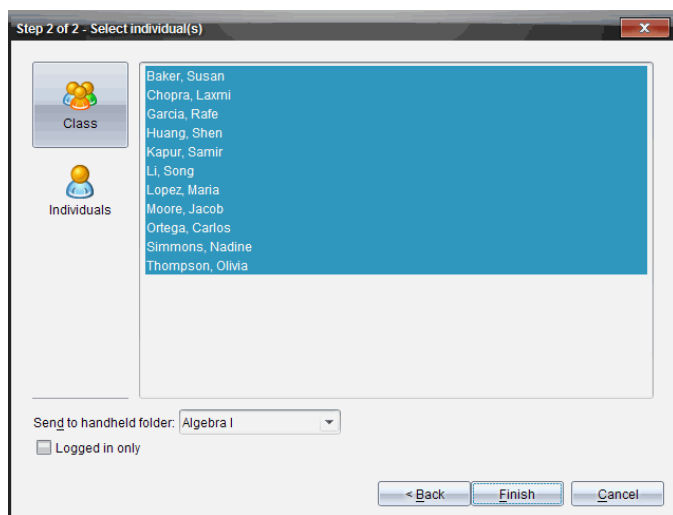 Step 2 of 2 - Select individual(s)
Class
Individuals
Baker, Susan
Chopra, Laxmi
Garcia, Rafe
Huang, Shen
Kapur, Samir
Li, Song
Lopez, Maria
Moore, Jacob
Ortega, Carlos
Simmons, Nadine
Thompson, Olivia
Send to handheld folder: Algebra I
Logged in only
< Back Finish Cancel